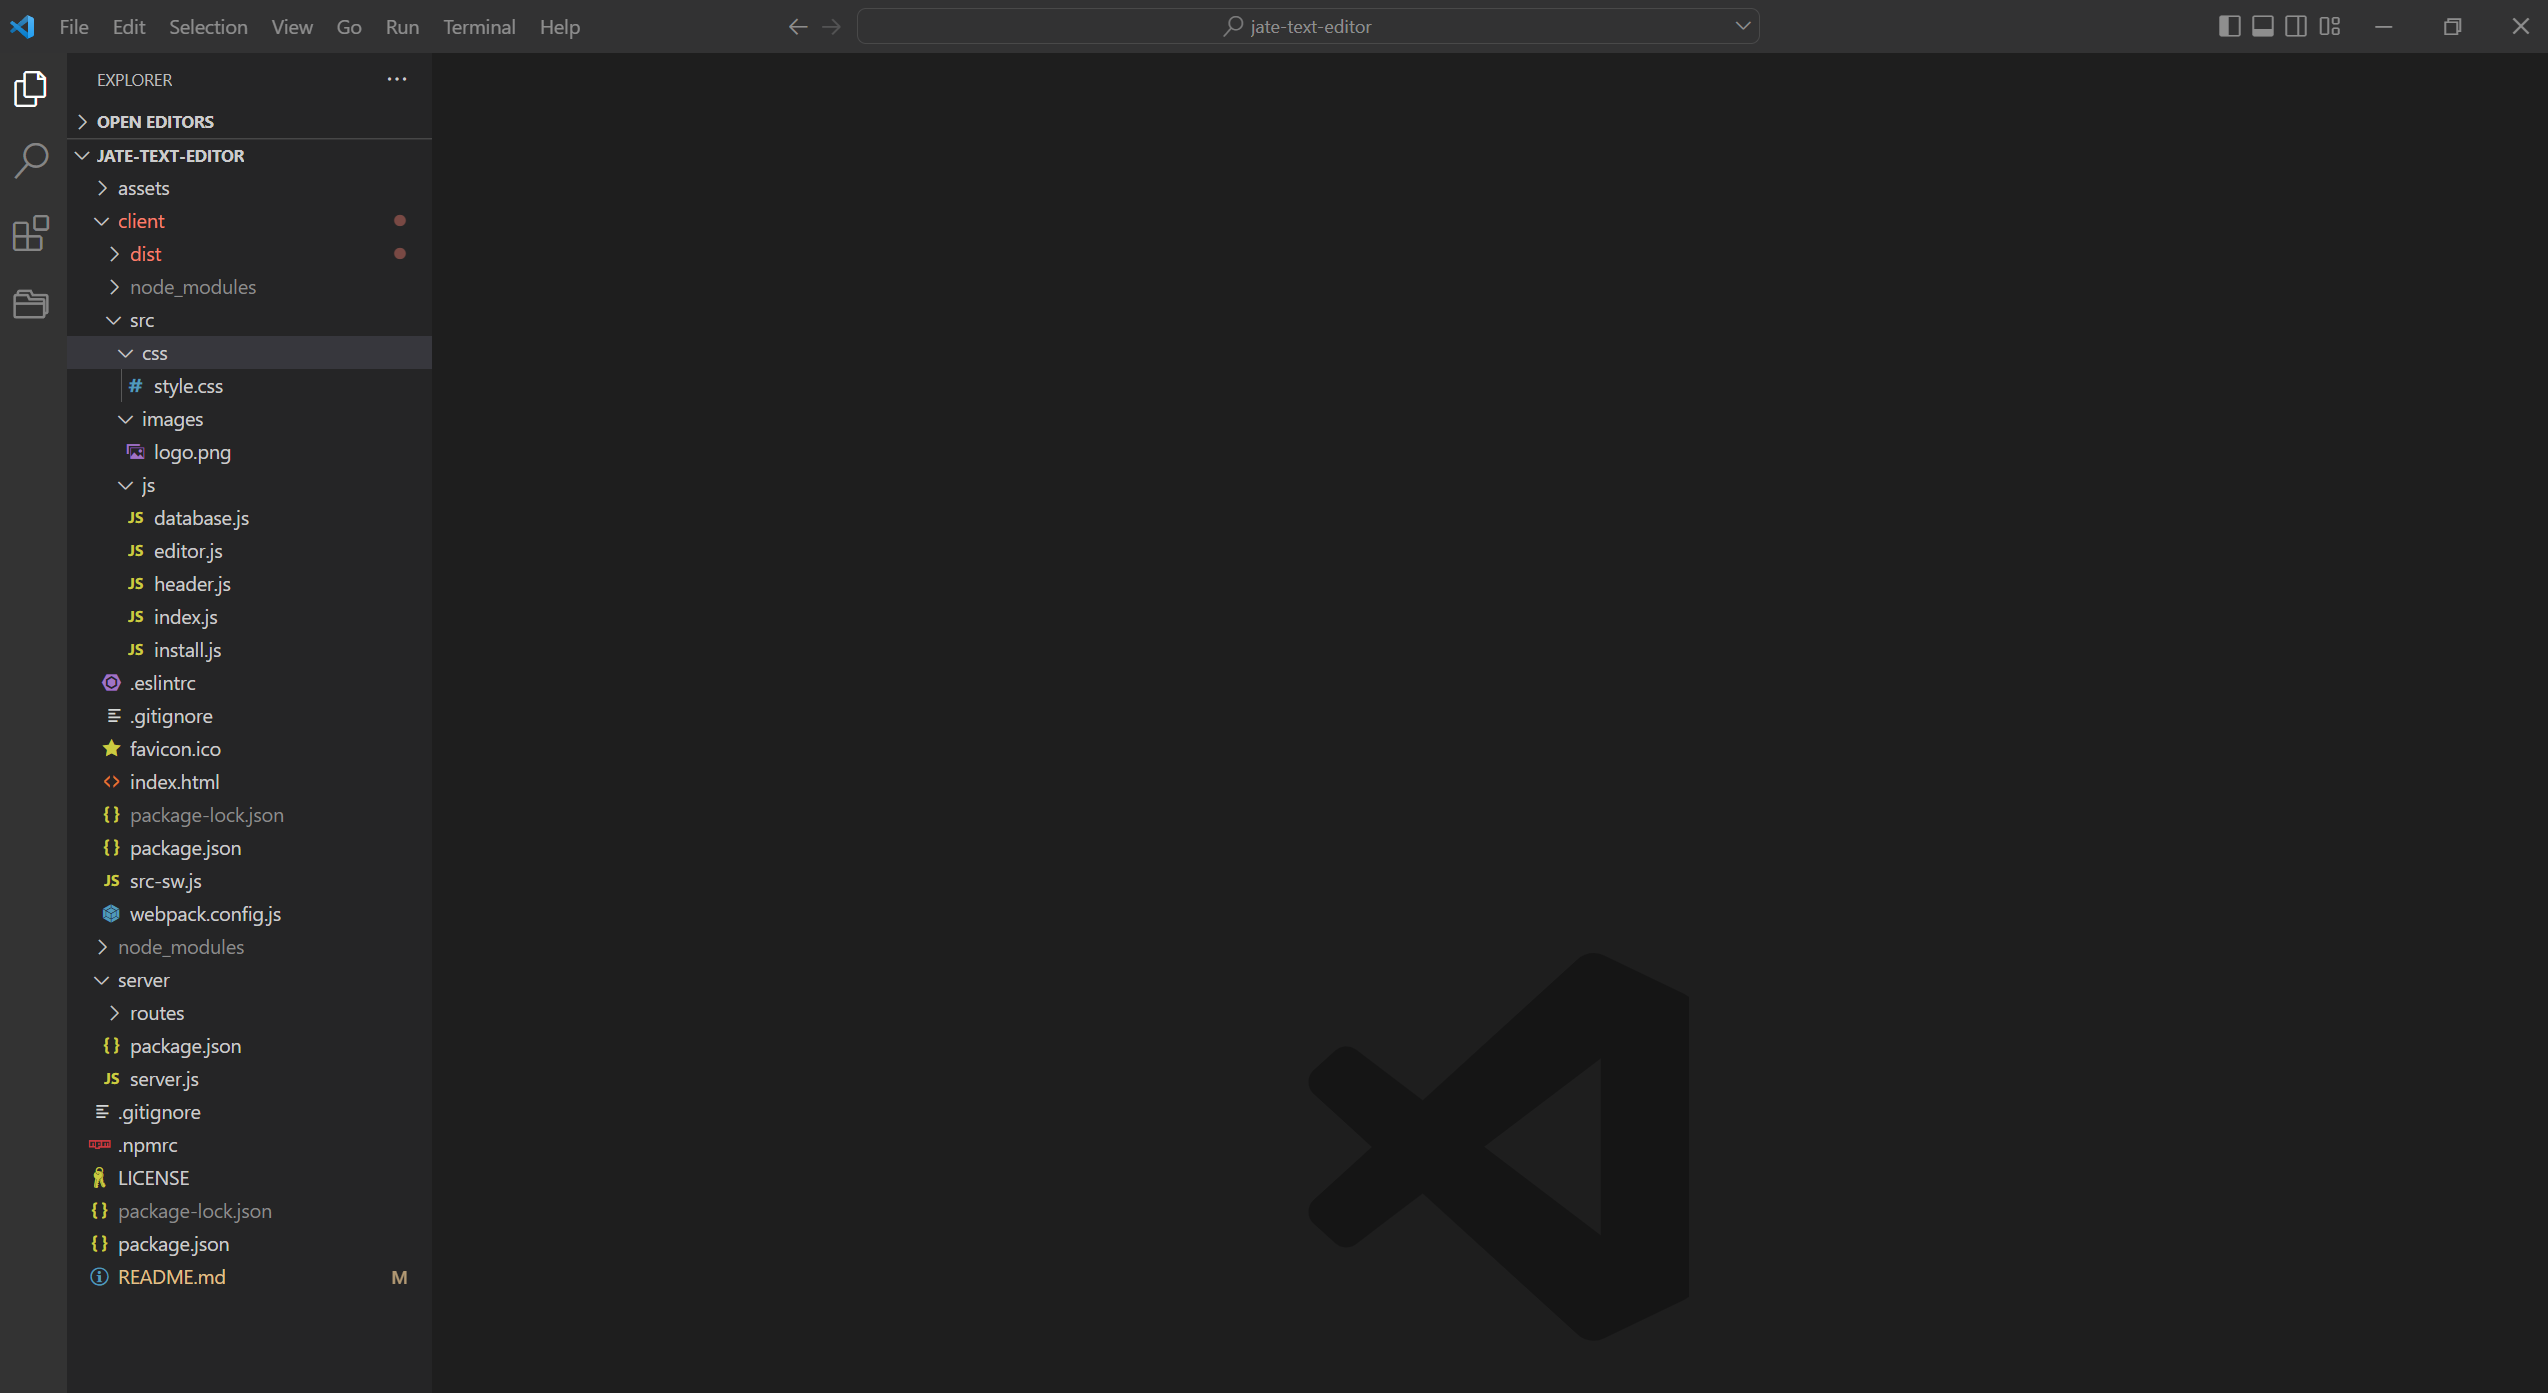 File Edit Selection View Go Run Terminal Help jate-text-editor
EXPLORER
OPEN EDITORS
JATE-TEXT-EDITOR
assets
client
dist
node_modules
src
css
# style.css
images
logo.png
js
JS database.js
JS editor.js
JS header.js
JS index.js
JS install.js
.eslintrc
.gitignore
favicon.ico
<> index.html
{} package-lock.json
{} package.json
JS src-sw.js
webpack.config.js
node_modules
server
routes
{} package.json
JS server.js
.gitignore
npm .npmrc
LICENSE
{} package-lock.json
{} package.json
README.md M